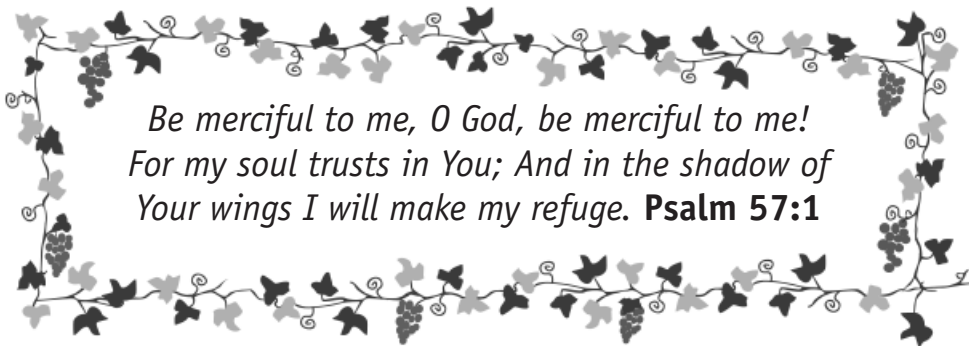 Be merciful to me, O God, be merciful to me!
For my soul trusts in You; And in the shadow of
Your wings I will make my refuge. Psalm 57:1